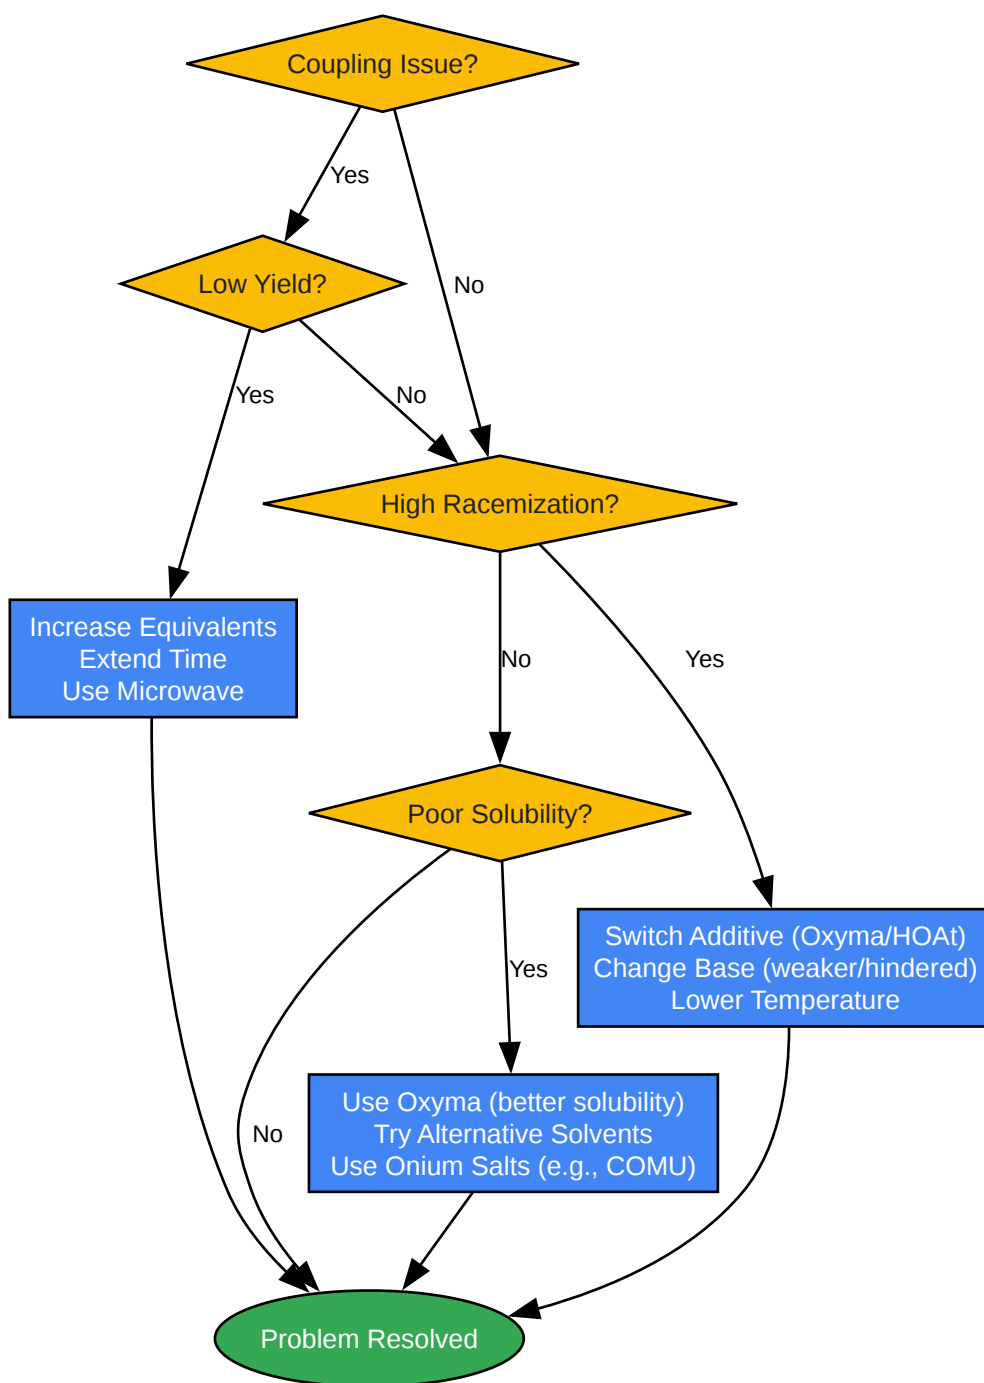 Coupling Issue?
Yes
Low Yield?
No
Yes
No
High Racemization?
Increase Equivalents
Extend Time
Use Microwave
No
Yes
Poor Solubility?
Switch Additive (Oxyma/HOAt)
Change Base (weaker/hindered)
Lower Temperature
Yes
Use Oxyma (better solubility)
Try Alternative Solvents
Use Onium Salts (e.g., COMU)
No
Problem Resolved